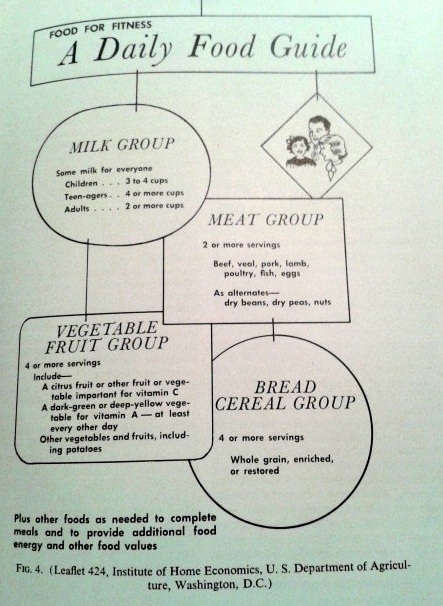 FOOD FOR FITNESS
A Daily Food Guide
MILK GROUP
Some milk for everyone
Children . . . 3 to 4 cups
Teen-agers . . 4 or more cups
Adults . . . . 2 or more cups
MEAT GROUP
2 or more servings
Beef, veal, pork, lamb,
poultry, fish, eggs
As alternates—
dry beans, dry peas, nuts
VEGETABLE
FRUIT GROUP
4 or more servings
Include—
A citrus fruit or other fruit or vege-
table important for vitamin C
A dark-green or deep-yellow vege-
table for vitamin A — at least
every other day
Other vegetables and fruits, includ-
ing potatoes
BREAD
CEREAL GROUP
4 or more servings
Whole grain, enriched,
or restored
Plus other foods as needed to complete
meals and to provide additional food
energy and other food values
FIG. 4. (Leaflet 424, Institute of Home Economics, U. S. Department of Agricul-
ture, Washington, D.C.)